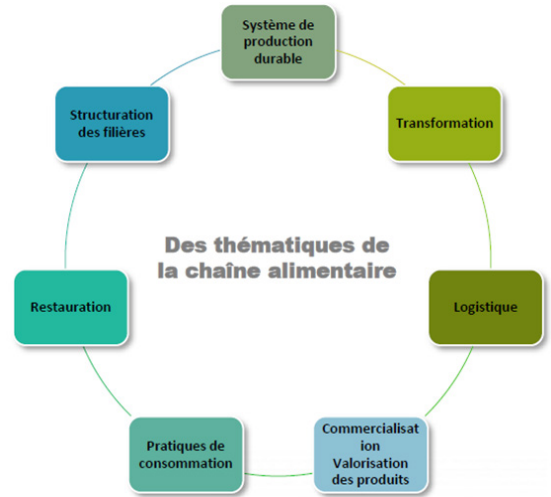 Système de
production
durable
Transformation
Logistique
Commercialisat
ion
Valorisation
des produits
Pratiques de
consommation
Restauration
Structuration
des filières
Des thématiques de
la chaîne alimentaire